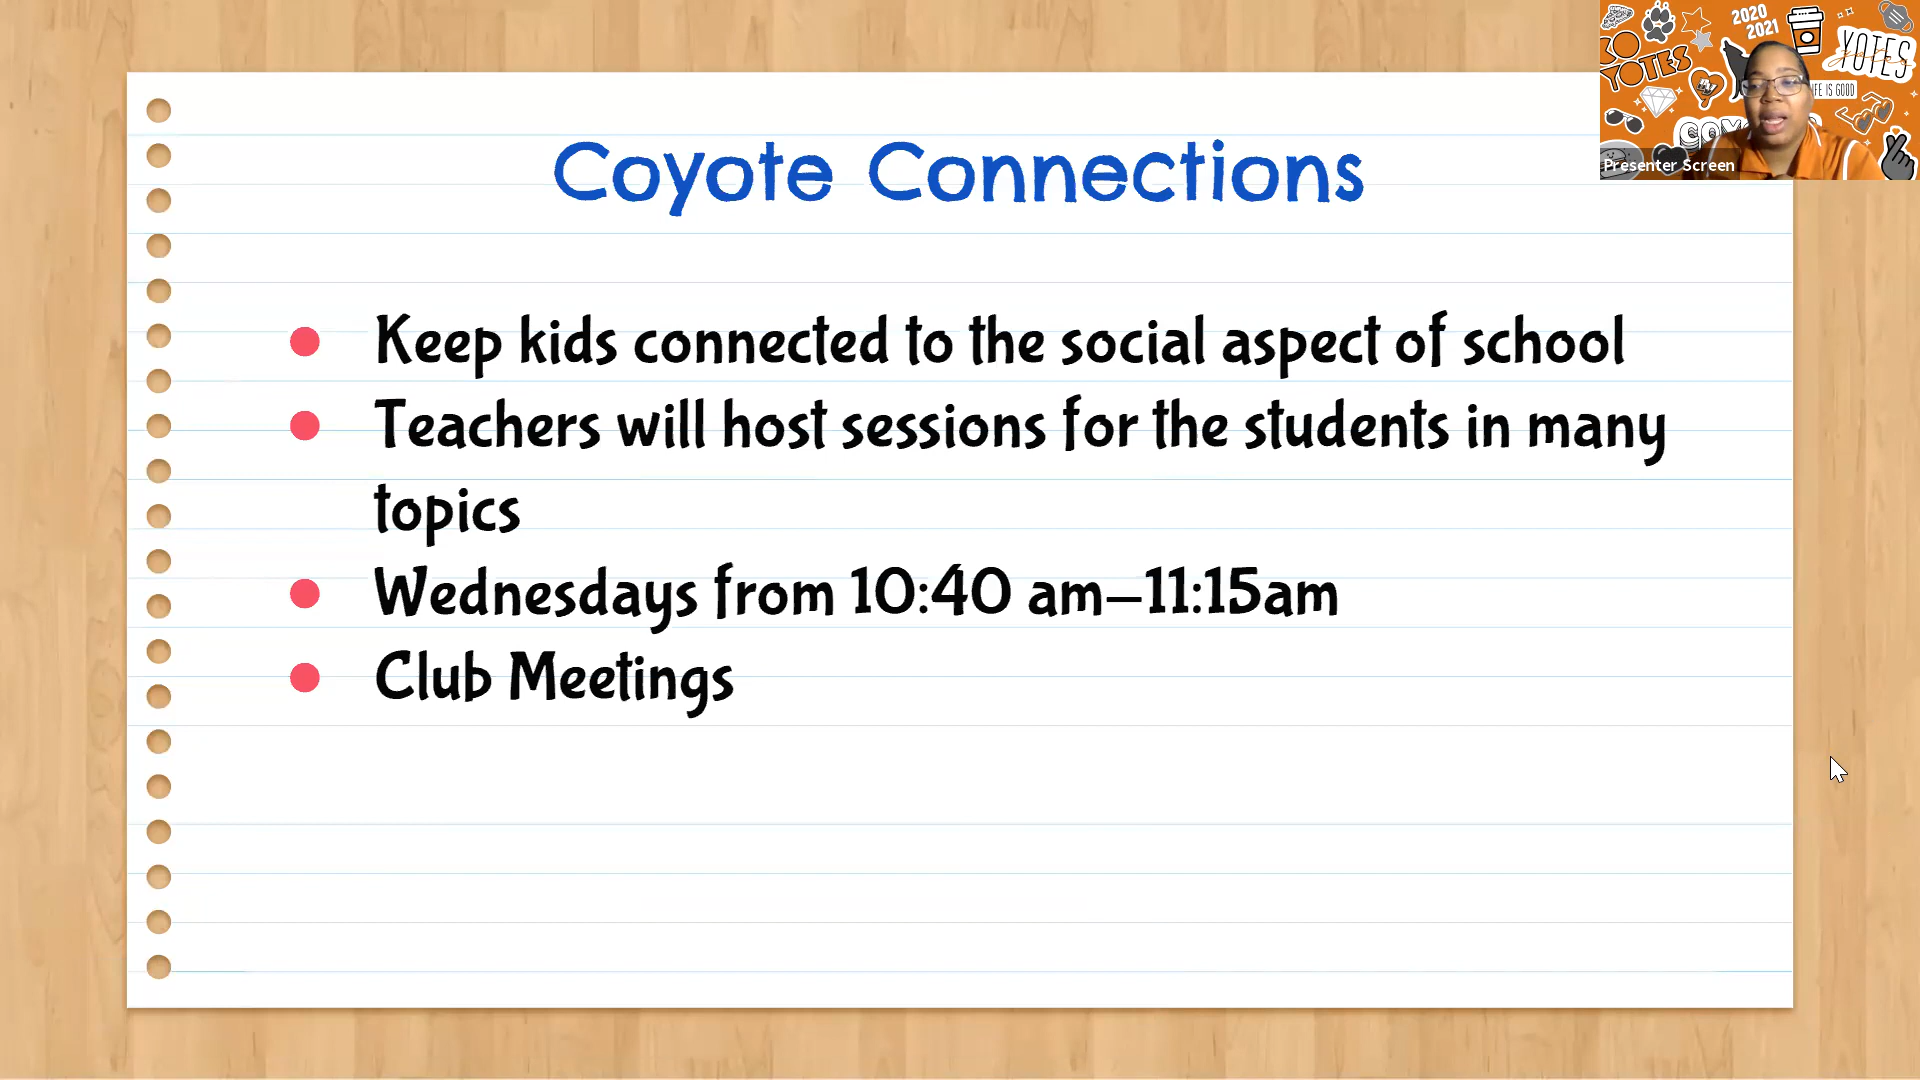 Coyote Connections
Keep kids connected to the social aspect of school
Teachers will host sessions for the students in many
topics
Wednesdays from 10:40 am–11:15am
Club Meetings
2020
2021
YOTES
YOTES
Presenter Screen